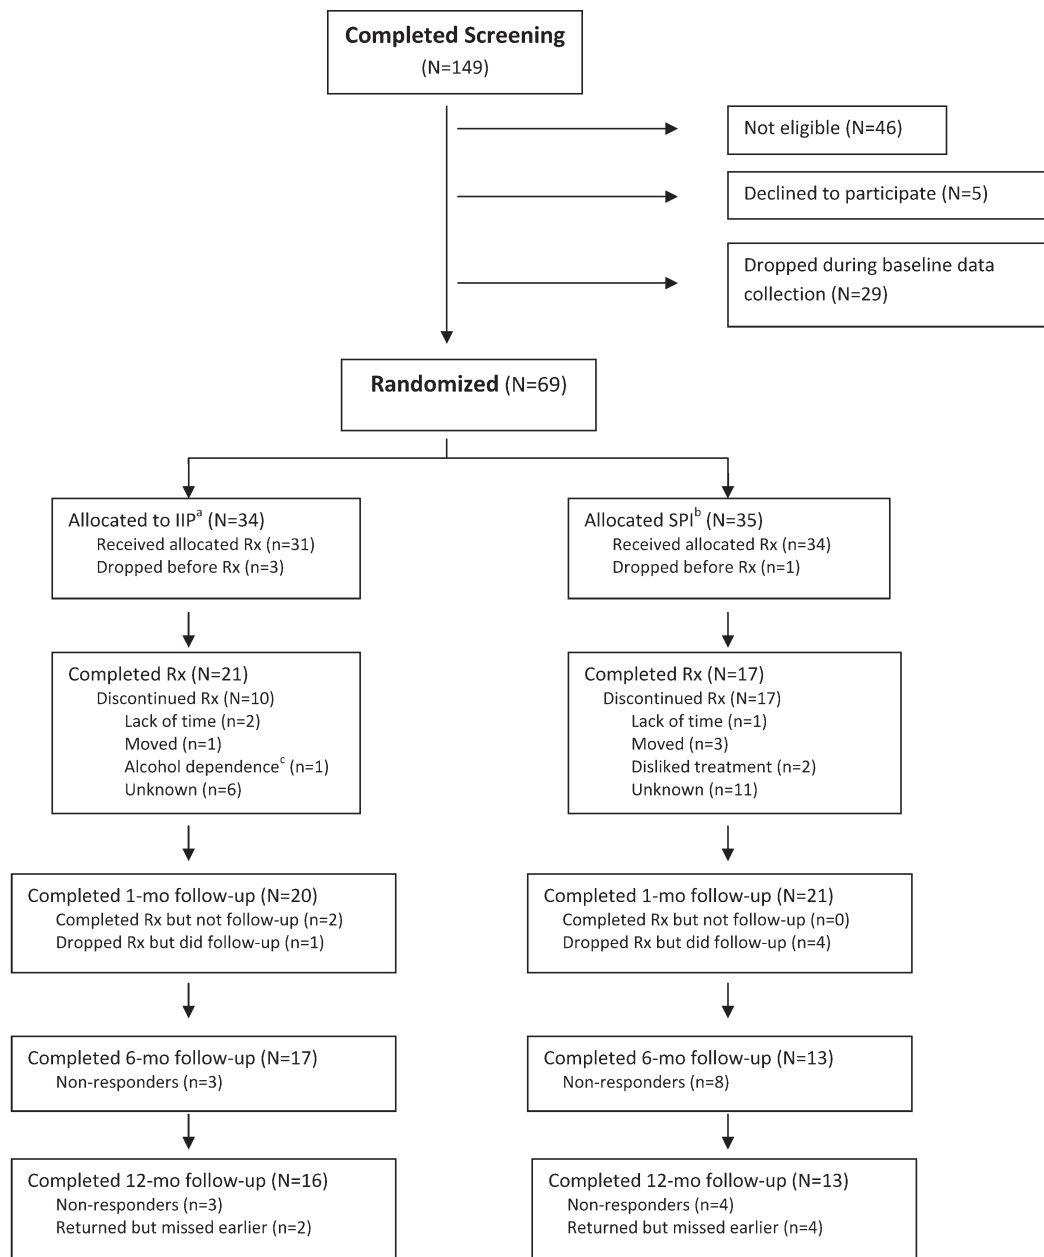 Completed Screening
(N=149)
Not eligible (N=46)
Declined to participate (N=5)
Dropped during baseline data
collection (N=29)
Randomized (N=69)
Allocated to IIPa (N=34)
Received allocated Rx (n=31)
Dropped before Rx (n=3)
Allocated SPIb (N=35)
Received allocated Rx (n=34)
Dropped before Rx (n=1)
Completed Rx (N=21)
Discontinued Rx (N=10)
Lack of time (n=2)
Moved (n=1)
Alcohol dependencec (n=1)
Unknown (n=6)
Completed Rx (N=17)
Discontinued Rx (N=17)
Lack of time (n=1)
Moved (n=3)
Disliked treatment (n=2)
Unknown (n=11)
Completed 1-mo follow-up (N=20)
Completed Rx but not follow-up (n=2)
Dropped Rx but did follow-up (n=1)
Completed 1-mo follow-up (N=21)
Completed Rx but not follow-up (n=0)
Dropped Rx but did follow-up (n=4)
Completed 6-mo follow-up (N=17)
Non-responders (n=3)
Completed 6-mo follow-up (N=13)
Non-responders (n=8)
Completed 12-mo follow-up (N=16)
Non-responders (n=3)
Returned but missed earlier (n=2)
Completed 12-mo follow-up (N=13)
Non-responders (n=4)
Returned but missed earlier (n=4)